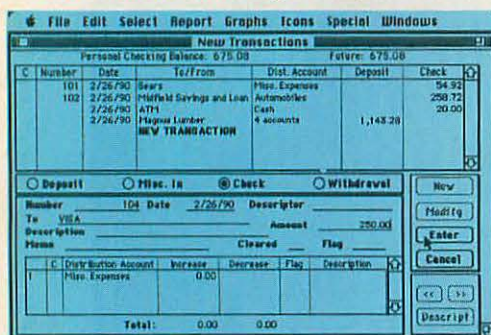 File Edit Select Report Graphs Icons Special Windows
New Transactions
Personal Checking Balance: 675.08 Future: 675.08
C Number Date To/From Dist. Account Deposit Check
101 2/26/90 Sears Misc. Expenses 54.92
102 2/26/90 Midfield Savings and Loan Automobiles 258.72
2/26/90 ATM Cash 20.00
2/26/90 Magnus Lumber 4 accounts 1,143.28
NEW TRANSACTION
Deposit Misc. In Check Withdrawal
New
Number 104 Date 2/26/90 Descriptor
Modify
To VISA
Amount 250.00
Description
Enter
Memo Cleared Flag
Cancel
C Distribution Account Increase Decrease Flag Description
1 Misc. Expenses 0.00
<< >>
Total: 0.00 0.00
Descript